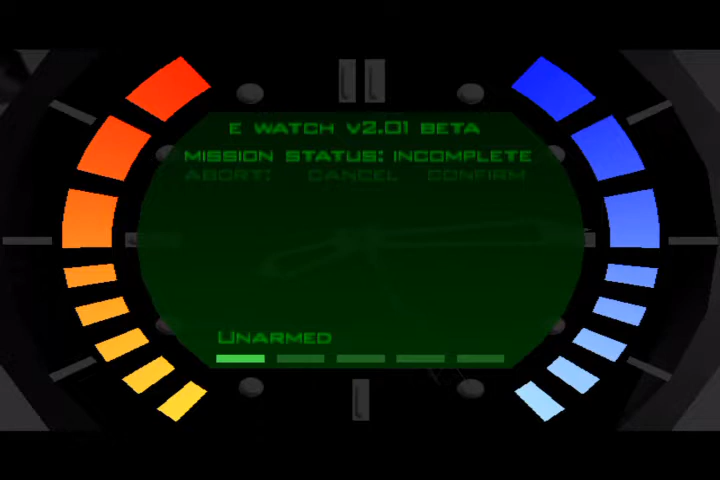 E WATCH V2.01 BETA
MISSION STATUS: INCOMPLETE
ABORT: CANCEL CONFIRM
UNARMED